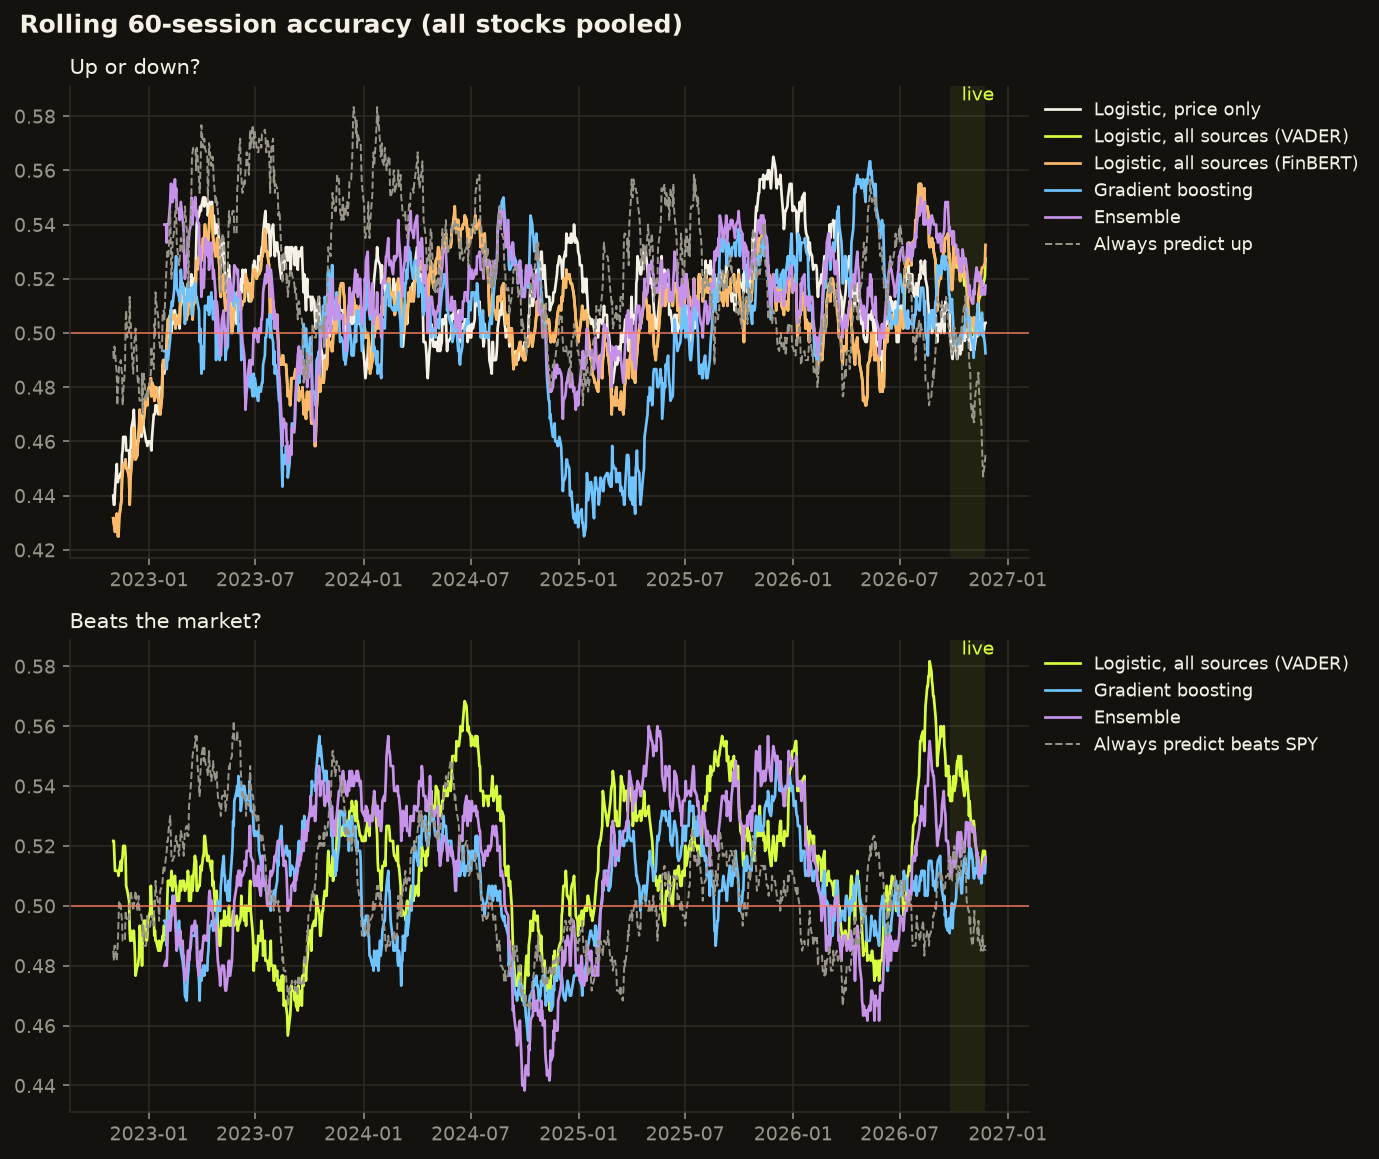 Rolling 60-session accuracy (all stocks pooled)
Up or down?
live
0.58
0.56
0.54
0.52
0.50
0.48
0.46
0.44
0.42
2023-01 2023-07 2024-01 2024-07 2025-01 2025-07 2026-01 2026-07 2027-01
Logistic, price only
Logistic, all sources (VADER)
Logistic, all sources (FinBERT)
Gradient boosting
Ensemble
Always predict up
Beats the market?
live
0.58
0.56
0.54
0.52
0.50
0.48
0.46
0.44
2023-01 2023-07 2024-01 2024-07 2025-01 2025-07 2026-01 2026-07 2027-01
Logistic, all sources (VADER)
Gradient boosting
Ensemble
Always predict beats SPY